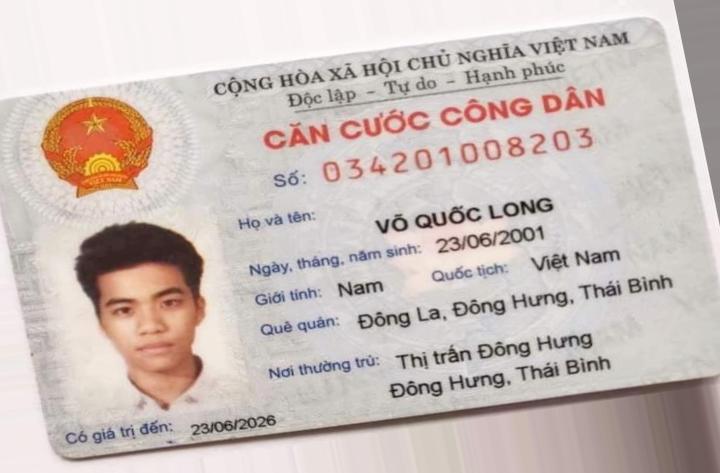 CỘNG HÒA XÃ HỘI CHỦ NGHĨA VIỆT NAM
Độc lập - Tự do - Hạnh phúc
CĂN CƯỚC CÔNG DÂN
Số: 034201008203
Họ và tên: VÕ QUỐC LONG
Ngày, tháng, năm sinh: 23/06/2001
Giới tính: Nam Quốc tịch: Việt Nam
Quê quán: Đông La, Đông Hưng, Thái Bình
Nơi thường trú: Thị trấn Đông Hưng
Đông Hưng, Thái Bình
Có giá trị đến: 23/06/2026
VIỆT NAM